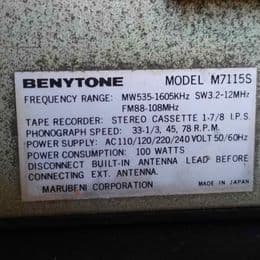 BENYTONE MODEL M7115S
FREQUENCY RANGE: MW535-1605KHz SW3.2-12MHz
FM88-108MHz
TAPE RECORDER: STEREO CASSETTE 1-7/8 I.P.S.
PHONOGRAPH SPEED: 33-1/3, 45, 78 R.P.M.
POWER SUPPLY: AC110/120/220/240 VOLT 50/60Hz
POWER CONSUMPTION: 100 WATTS
DISCONNECT BUILT-IN ANTENNA LEAD BEFORE
CONNECTING EXT. ANTENNA.
MARUBENI CORPORATION MADE IN JAPAN